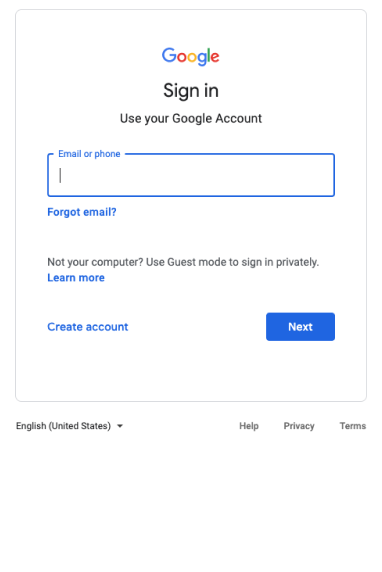 Google
Sign in
Use your Google Account
Email or phone
Forgot email?
Not your computer? Use Guest mode to sign in privately.
Learn more
Create account
Next
English (United States)
Help Privacy Terms